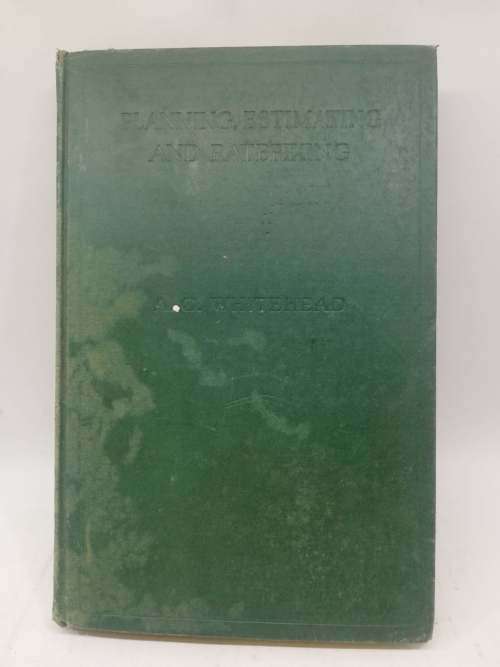 PLANNING, ESTIMATING
AND RATEFIXING
A. C. WHITEHEAD